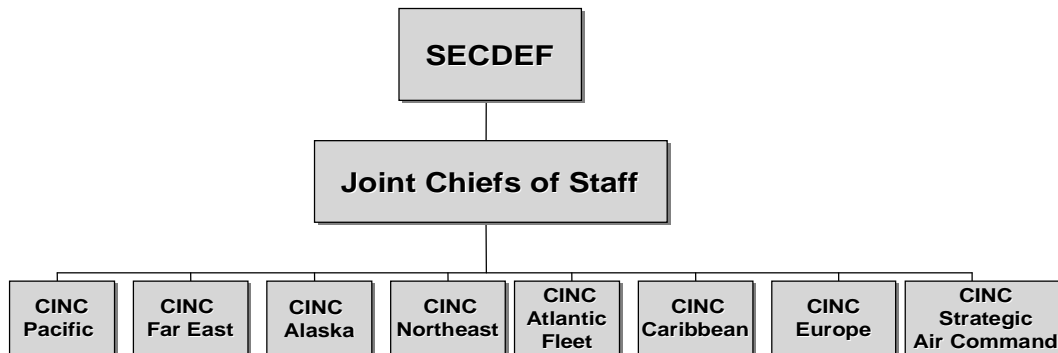 SECDEF
Joint Chiefs of Staff
CINC
Pacific
CINC
Far East
CINC
Alaska
CINC
Northeast
CINC
Atlantic
Fleet
CINC
Caribbean
CINC
Europe
CINC
Strategic
Air Command